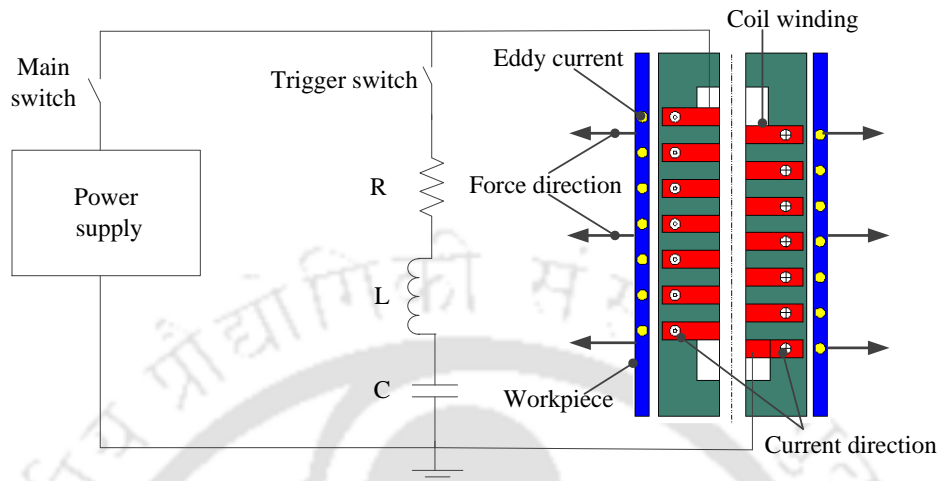 Coil winding
Eddy current
Main
switch
Trigger switch
Power
supply
R
Force direction
L
C
Workpiece
Current direction